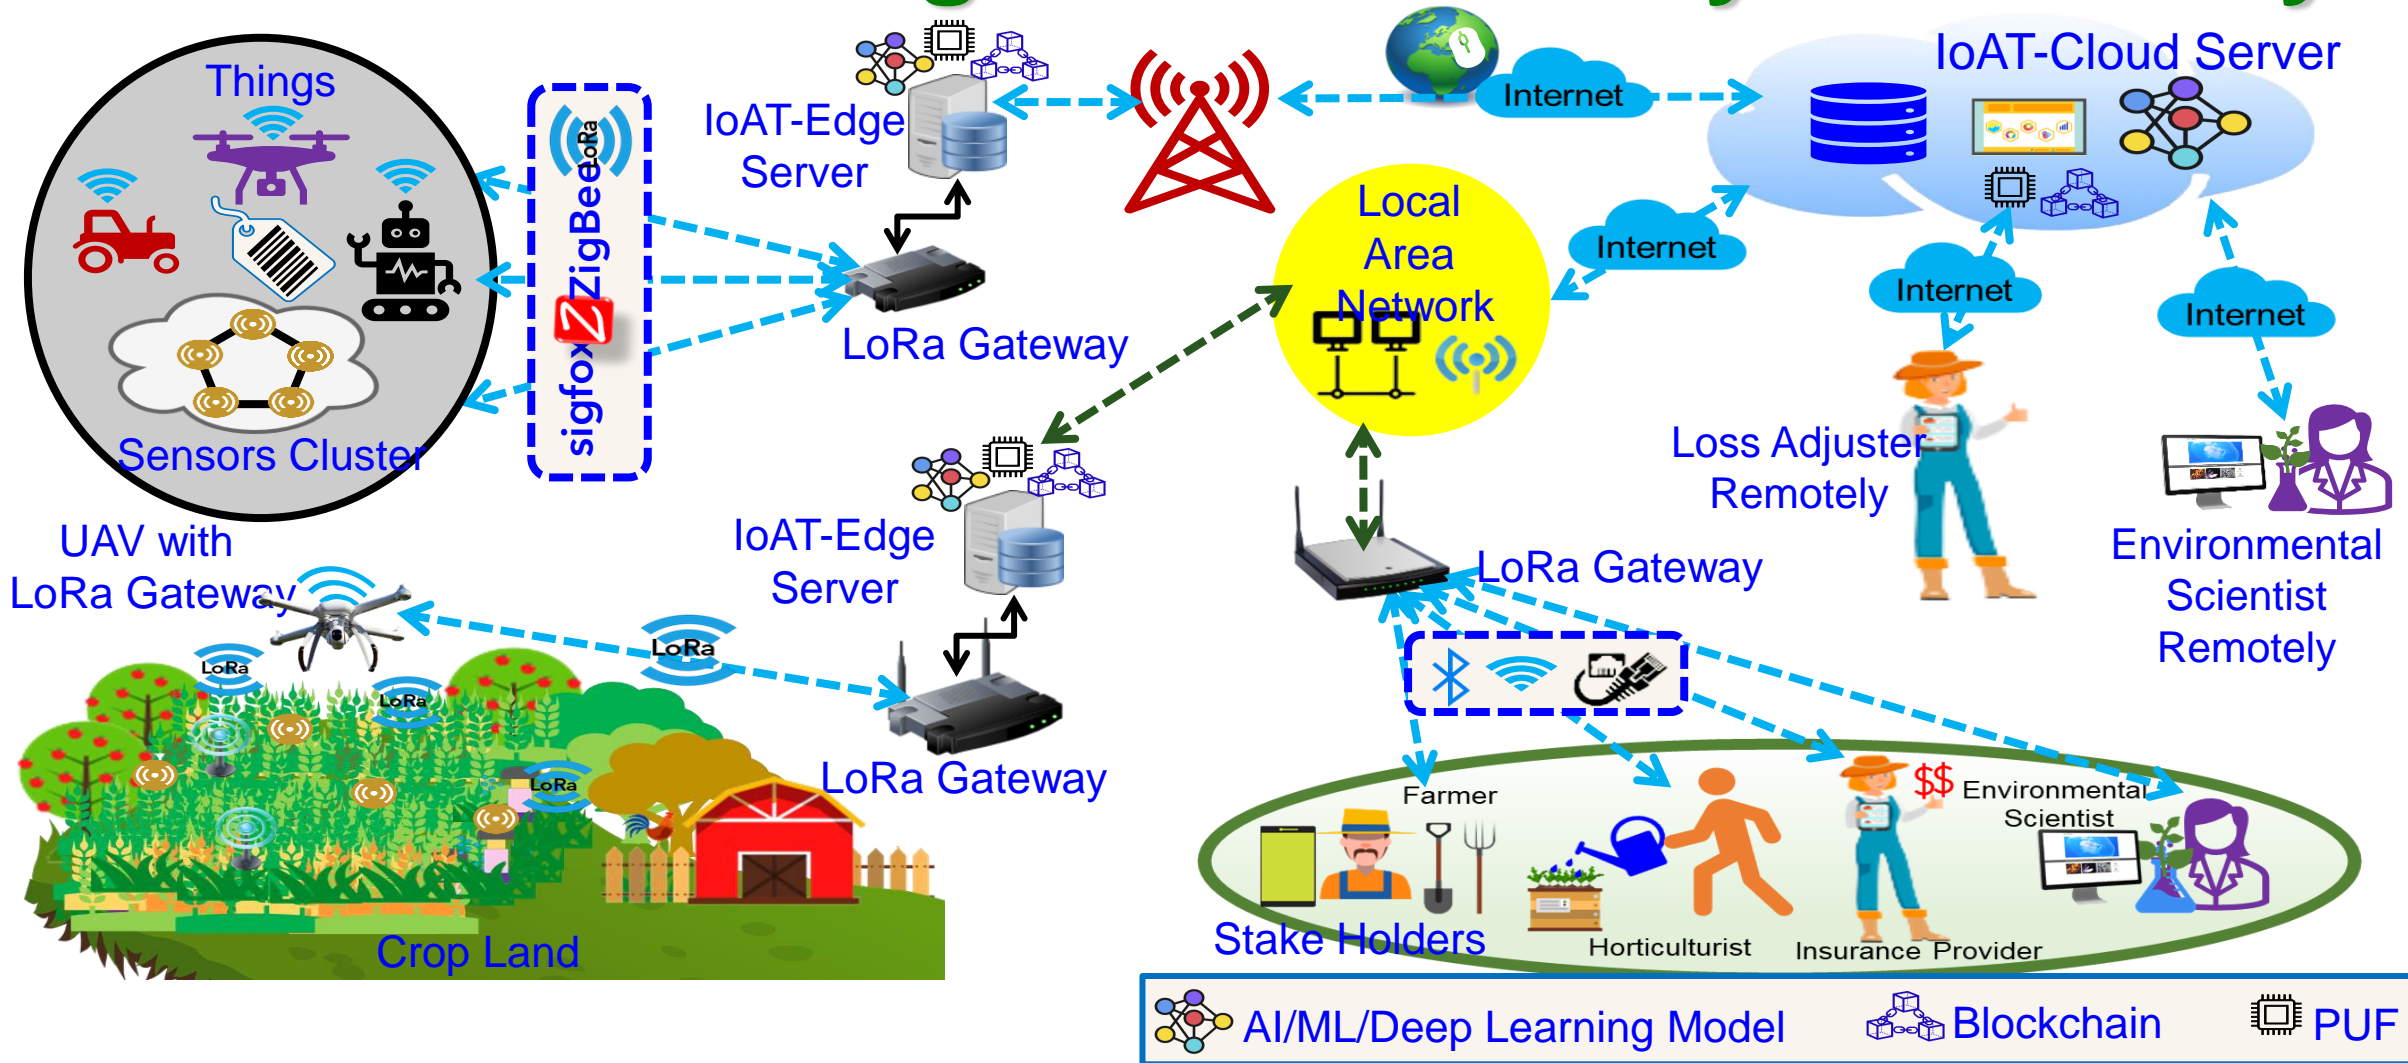 Things
Sensors Cluster
sigfox
ZigBee
LoRa
IoAT-Edge
Server
LoRa Gateway
Internet
IoAT-Cloud Server
Local
Area
Network
Internet
Internet
Internet
Loss Adjuster
Remotely
Environmental
Scientist
Remotely
UAV with
LoRa Gateway
LoRa
LoRa
LoRa
LoRa
IoAT-Edge
Server
LoRa Gateway
LoRa Gateway
Crop Land
Farmer
$$
Environmental
Scientist
Stake Holders
Horticulturist
Insurance Provider
AI/ML/Deep Learning Model
Blockchain
PUF